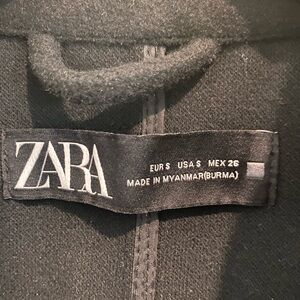 ZARA
EUR S USA S MEX 26
MADE IN MYANMAR(BURMA)